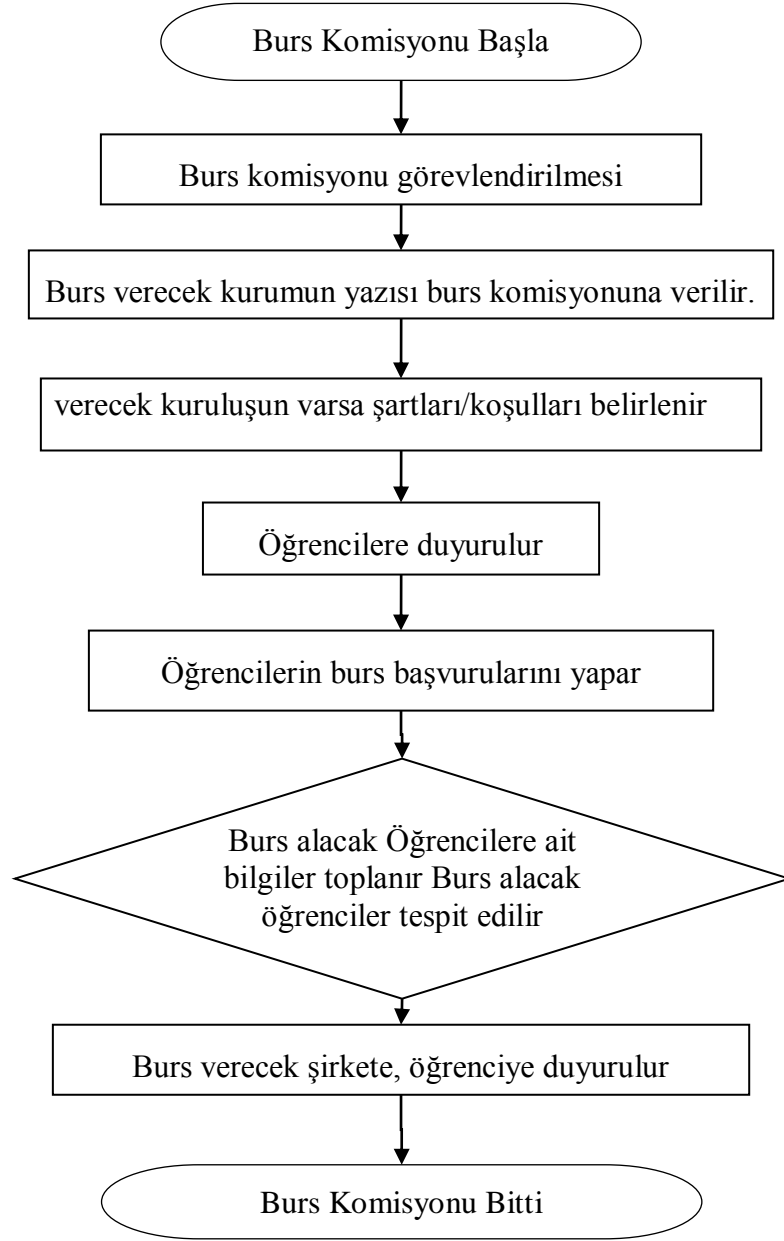 Burs Komisyonu Başla
Burs komisyonu görevlendirilmesi
Burs verecek kurumun yazısı burs komisyonuna verilir.
verecek kuruluşun varsa şartları/koşulları belirlenir
Öğrencilere duyurulur
Öğrencilerin burs başvurularını yapar
Burs alacak Öğrencilere ait
bilgiler toplanır Burs alacak
öğrenciler tespit edilir
Burs verecek şirkete, öğrenciye duyurulur
Burs Komisyonu Bitti